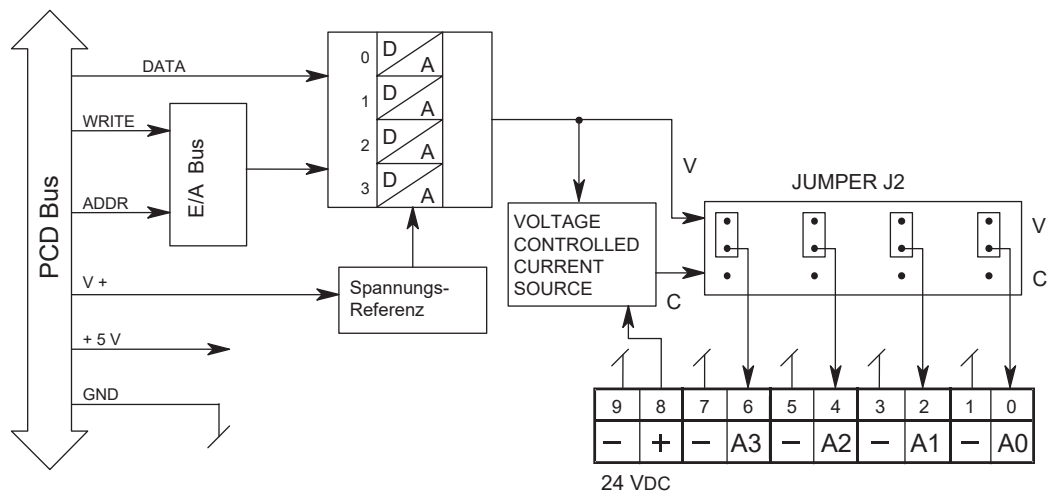 PCD Bus
DATA
WRITE
ADDR
V +
+ 5 V
GND
E/A Bus
0 D A
1 D A
2 D A
3 D A
Spannungs-
Referenz
VOLTAGE
CONTROLLED
CURRENT
SOURCE
V
C
JUMPER J2
V
C
9 8 7 6 5 4 3 2 1 0
– + – A3 – A2 – A1 – A0
24 VDC